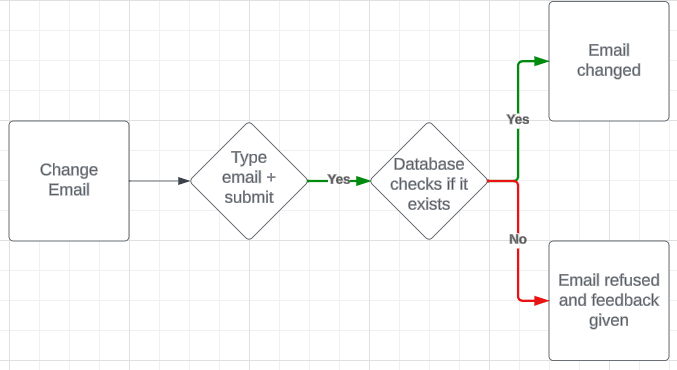 Change
Email
Type
email +
submit
Yes
Database
checks if it
exists
Yes
Email
changed
No
Email refused
and feedback
given